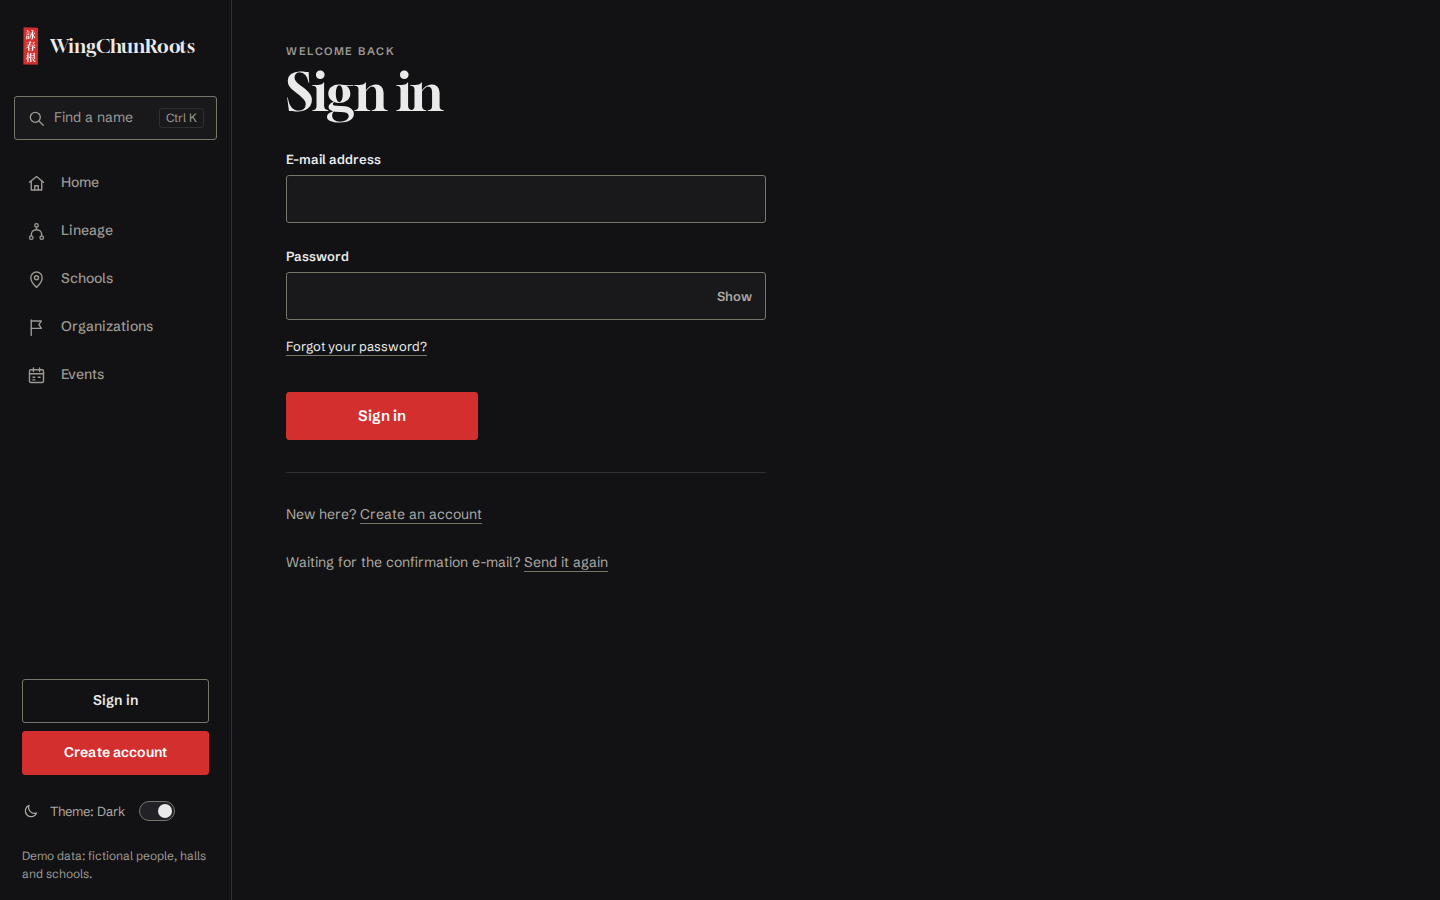 詠春根
WingChunRoots
Find a name
Ctrl K
Home
Lineage
Schools
Organizations
Events
Sign in
Create account
Theme: Dark
Demo data: fictional people, halls
and schools.
WELCOME BACK
Sign in
E-mail address
Password
Show
Forgot your password?
Sign in
New here? Create an account
Waiting for the confirmation e-mail? Send it again